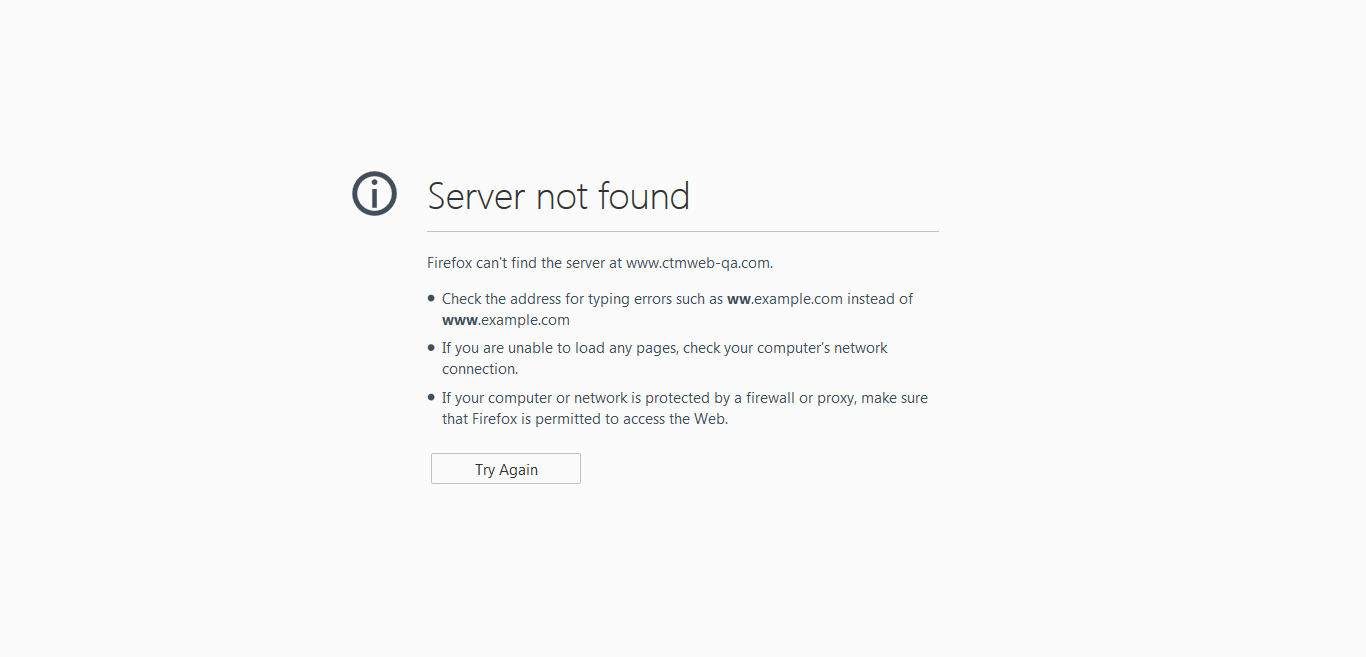 Server not found
Firefox can't find the server at www.ctmweb-qa.com.
Check the address for typing errors such as ww.example.com instead of
www.example.com
If you are unable to load any pages, check your computer's network
connection.
If your computer or network is protected by a firewall or proxy, make sure
that Firefox is permitted to access the Web.
Try Again